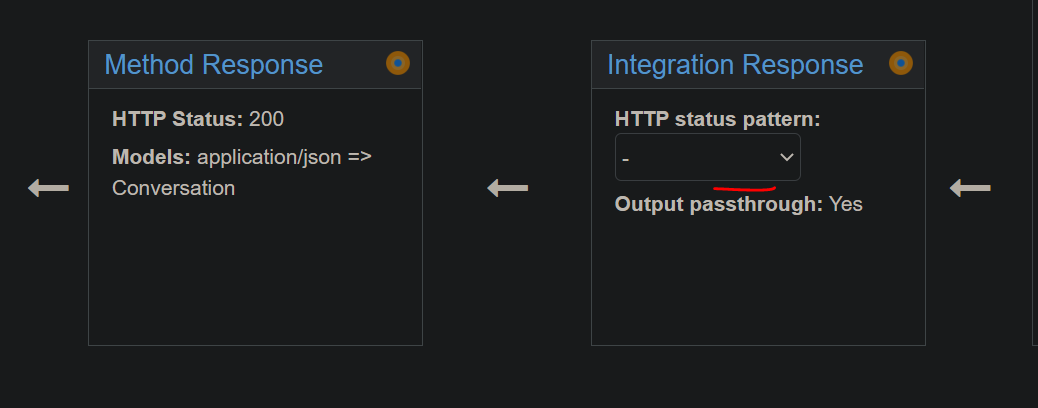 Method Response
HTTP Status: 200
Models: application/json =>
Conversation
Integration Response
HTTP status pattern:
-
Output passthrough: Yes